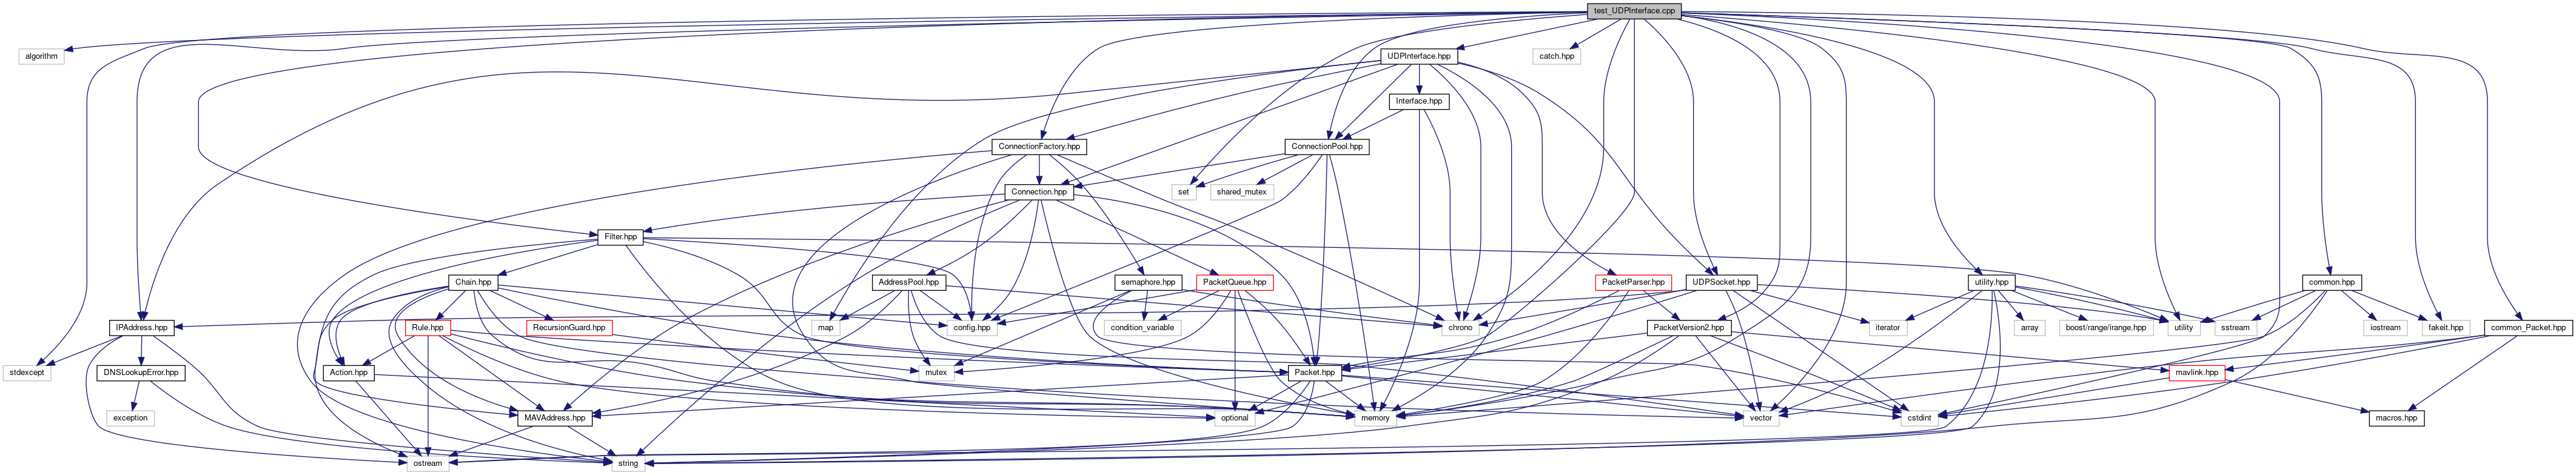 test_UDPInterface.cpp
algorithm
UDPInterface.hpp
catch.hpp
Interface.hpp
ConnectionFactory.hpp
ConnectionPool.hpp
Connection.hpp
set
shared_mutex
Filter.hpp
Chain.hpp
AddressPool.hpp
semaphore.hpp
PacketQueue.hpp
PacketParser.hpp
UDPSocket.hpp
utility.hpp
common.hpp
IPAddress.hpp
Rule.hpp
RecursionGuard.hpp
map
config.hpp
condition_variable
chrono
PacketVersion2.hpp
iterator
array
boost/range/irange.hpp
utility
sstream
iostream
fakeit.hpp
common_Packet.hpp
stdexcept
DNSLookupError.hpp
Action.hpp
mutex
Packet.hpp
mavlink.hpp
exception
MAVAddress.hpp
optional
memory
vector
cstdint
macros.hpp
ostream
string